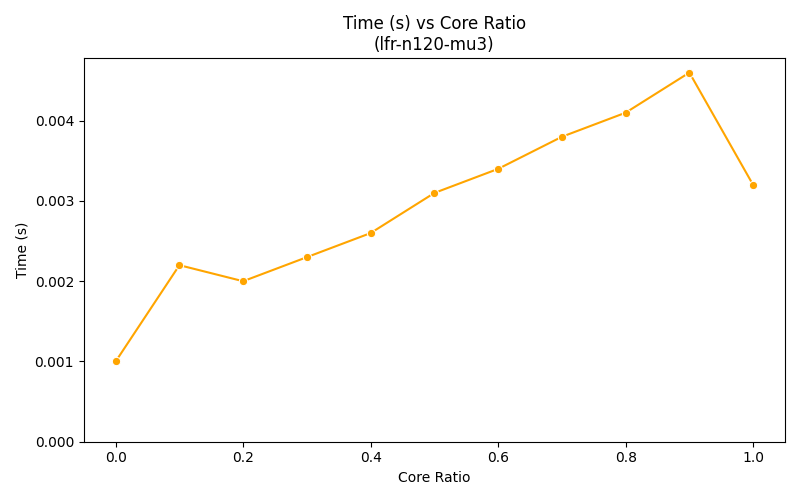 Time (s) vs Core Ratio
(lfr-n120-mu3)
Time (s)
0.004
0.003
0.002
0.001
0.000
0.0 0.2 0.4 0.6 0.8 1.0
Core Ratio